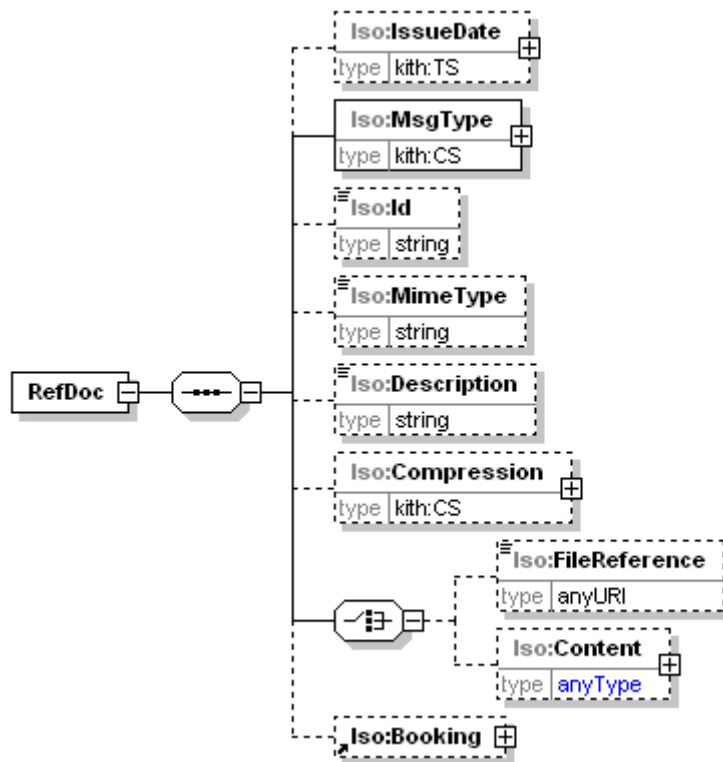 Iso:IssueDate
type kith:TS
Iso:MsgType
type kith:CS
Iso:Id
type string
Iso:MimeType
type string
Iso:Description
type string
RefDoc
Iso:Compression
type kith:CS
Iso:FileReference
type anyURI
Iso:Content
type anyType
Iso:Booking